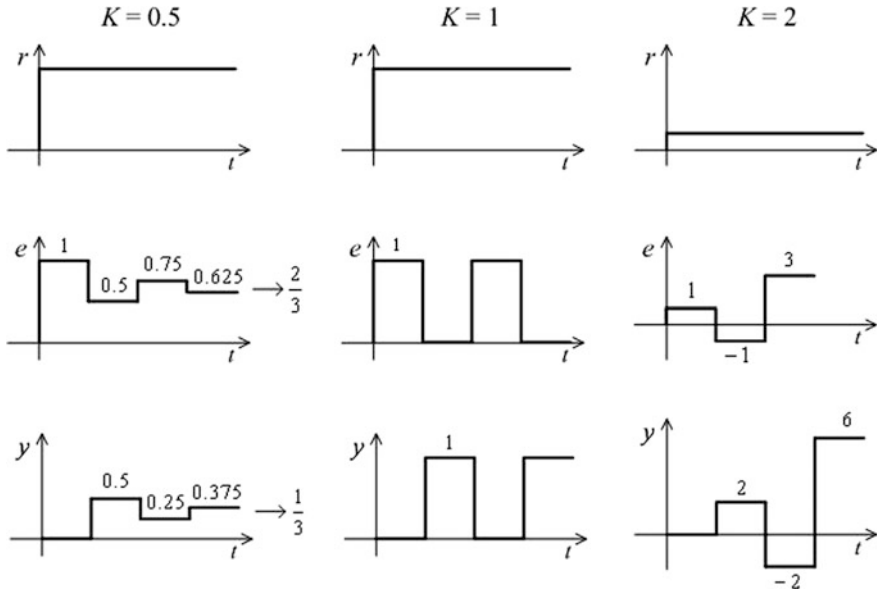 K = 0.5 K = 1 K = 2
r r r
t t t
e 1 0.5 0.75 0.625 → 2/3
t
e 1
t
e 1 −1 3
t
y 0.5 0.25 0.375 → 1/3
t
y 1
t
y 2 −2 6
t